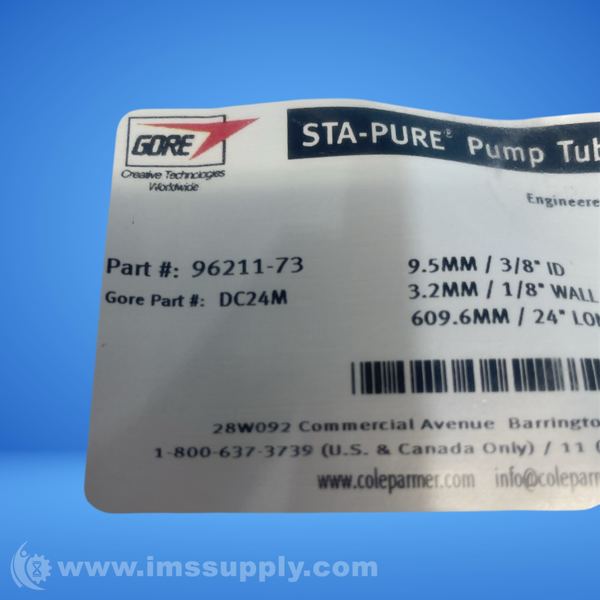 GORE
Creative Technologies
Worldwide
STA-PURE® Pump Tub
Engineere
Part #: 96211-73
Gore Part #: DC24M
9.5MM / 3/8" ID
3.2MM / 1/8" WALL
609.6MM / 24" LON
28W092 Commercial Avenue Barringto
1-800-637-3739 (U.S. & Canada Only) / 11 (
www.coleparmer.com info@coleparm
www.imssupply.com